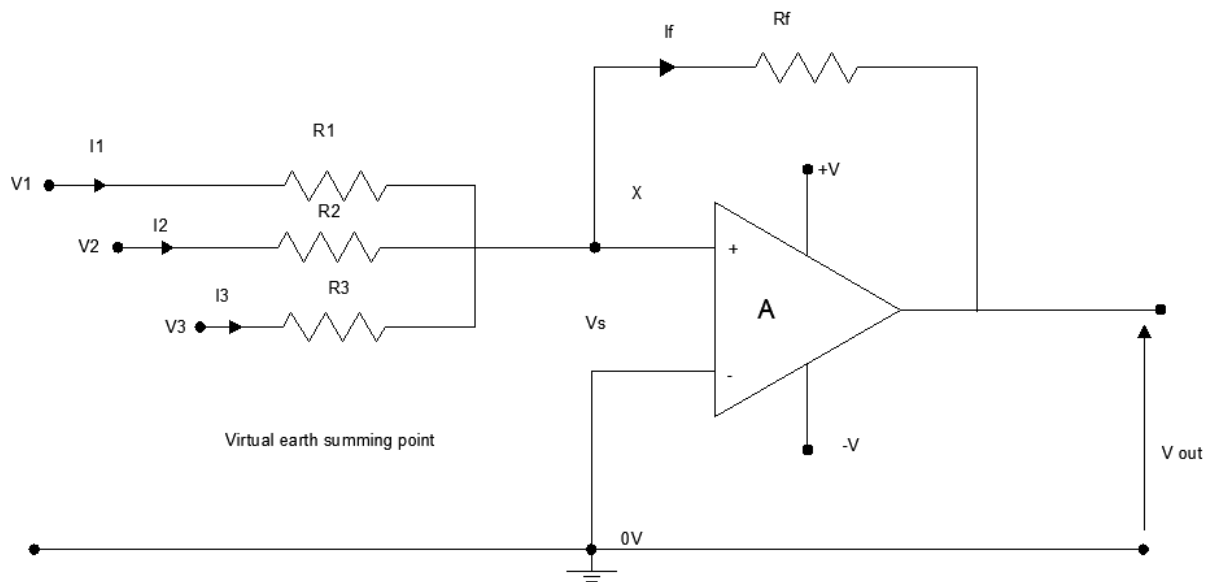 If
Rf
I1
R1
V1
+V
X
I2
R2
V2
+
I3
R3
V3
Vs
A
-
Virtual earth summing point
-V
V out
0V